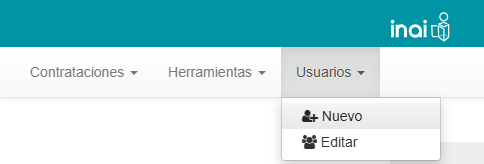 inai
Contrataciones Herramientas Usuarios
Nuevo
Editar